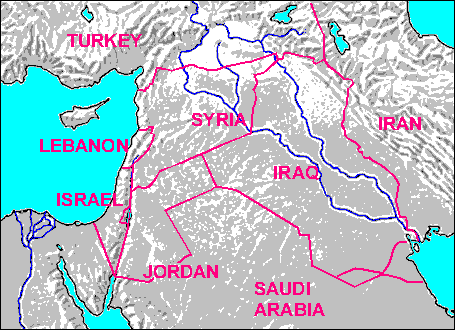 TURKEY
SYRIA
IRAN
LEBANON
IRAQ
ISRAEL
JORDAN
SAUDI
ARABIA